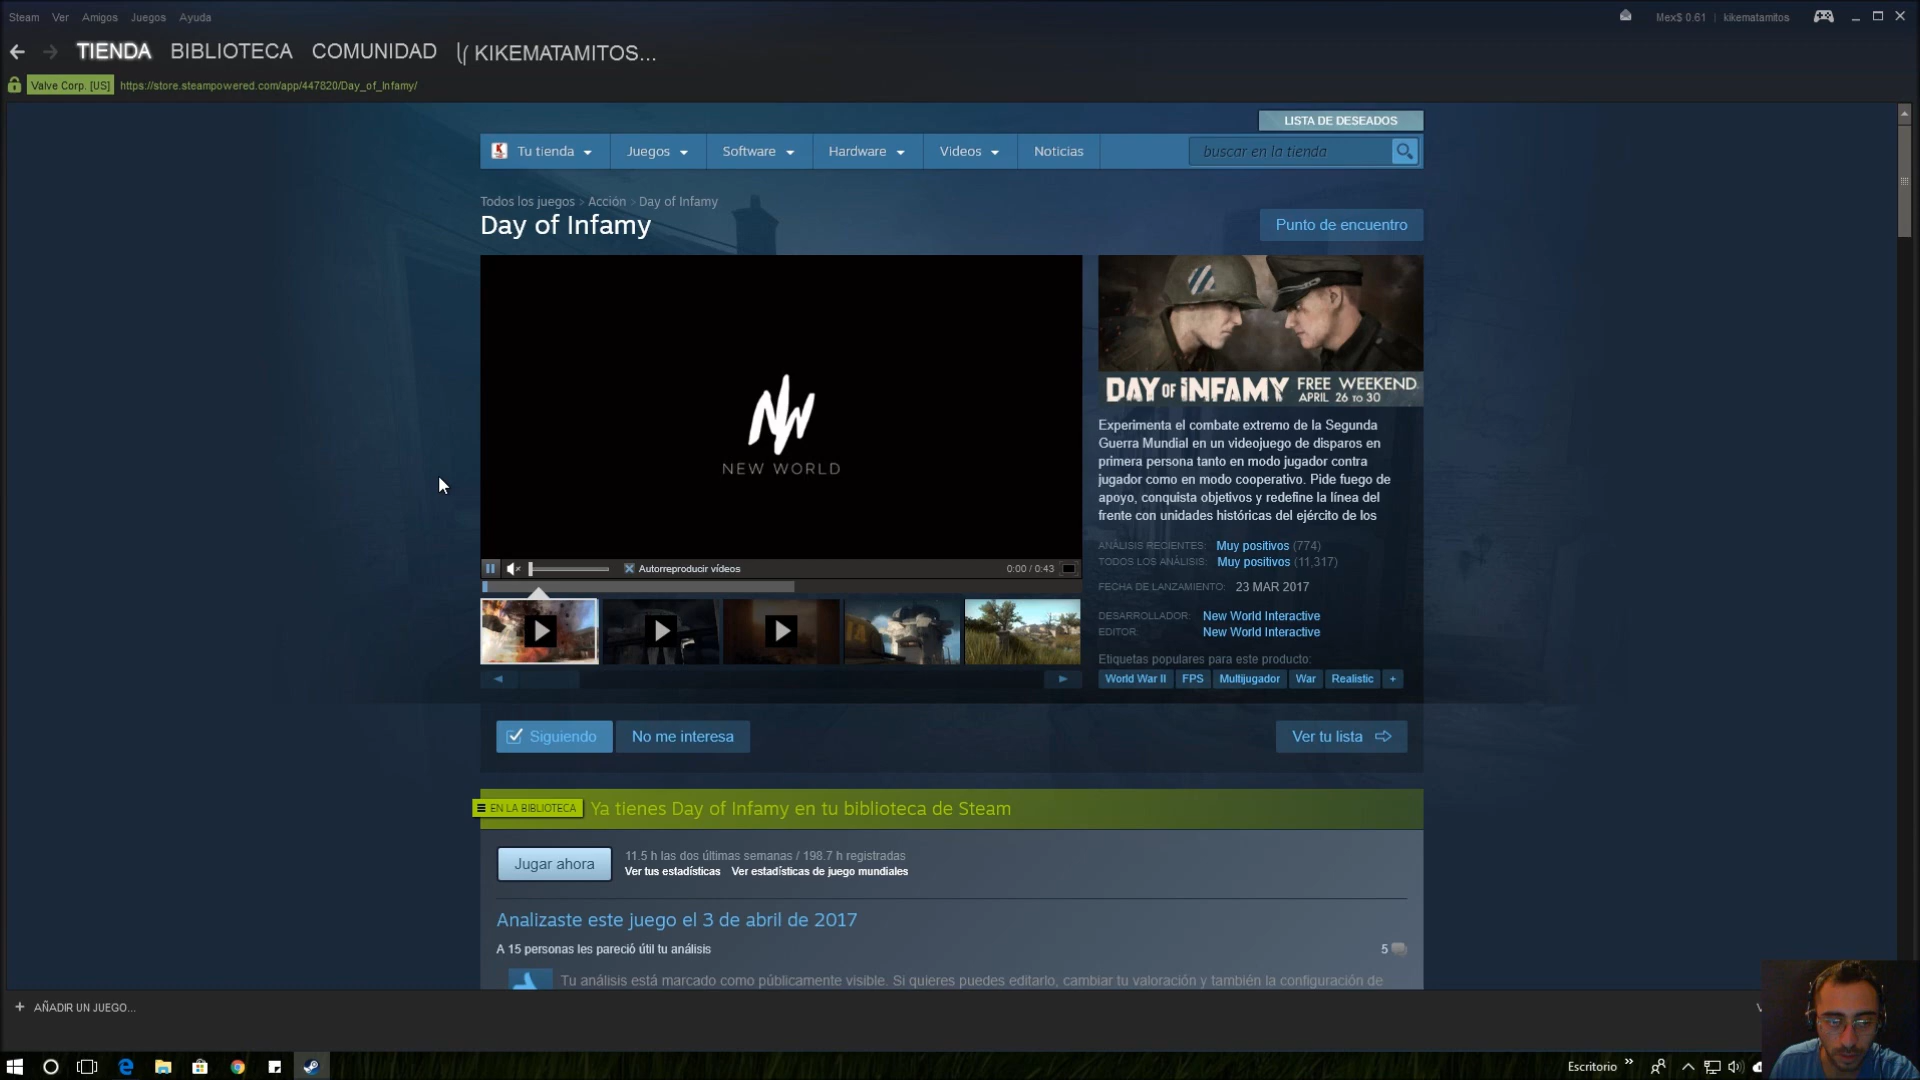 Steam Ver Amigos Juegos Ayuda
Mex$ 0.61 | kikematamitos
TIENDA BIBLIOTECA COMUNIDAD KIKEMATAMITOS...
Valve Corp. [US] https://store.steampowered.com/app/447820/Day_of_Infamy/
LISTA DE DESEADOS
Tu tienda Juegos Software Hardware Videos Noticias buscar en la tienda
Todos los juegos > Acción > Day of Infamy
Day of Infamy
Punto de encuentro
NEW WORLD
DAY OF INFAMY FREE WEEKEND
APRIL 26 TO 30
Experimenta el combate extremo de la Segunda
Guerra Mundial en un videojuego de disparos en
primera persona tanto en modo jugador contra
jugador como en modo cooperativo. Pide fuego de
apoyo, conquista objetivos y redefine la línea del
frente con unidades históricas del ejército de los
ANÁLISIS RECIENTES: Muy positivos (774)
TODOS LOS ANÁLISIS: Muy positivos (11,317)
FECHA DE LANZAMIENTO: 23 MAR 2017
DESARROLLADOR: New World Interactive
EDITOR: New World Interactive
Etiquetas populares para este producto:
World War II FPS Multijugador War Realistic +
Autorreproducir vídeos
0:00 / 0:43
Siguiendo No me interesa
Ver tu lista
EN LA BIBLIOTECA Ya tienes Day of Infamy en tu biblioteca de Steam
Jugar ahora
11.5 h las dos últimas semanas / 198.7 h registradas
Ver tus estadísticas Ver estadísticas de juego mundiales
Analizaste este juego el 3 de abril de 2017
A 15 personas les pareció útil tu análisis
5
Tu análisis está marcado como públicamente visible. Si quieres puedes editarlo, cambiar tu valoración y también la configuración de
+ AÑADIR UN JUEGO...
Escritorio